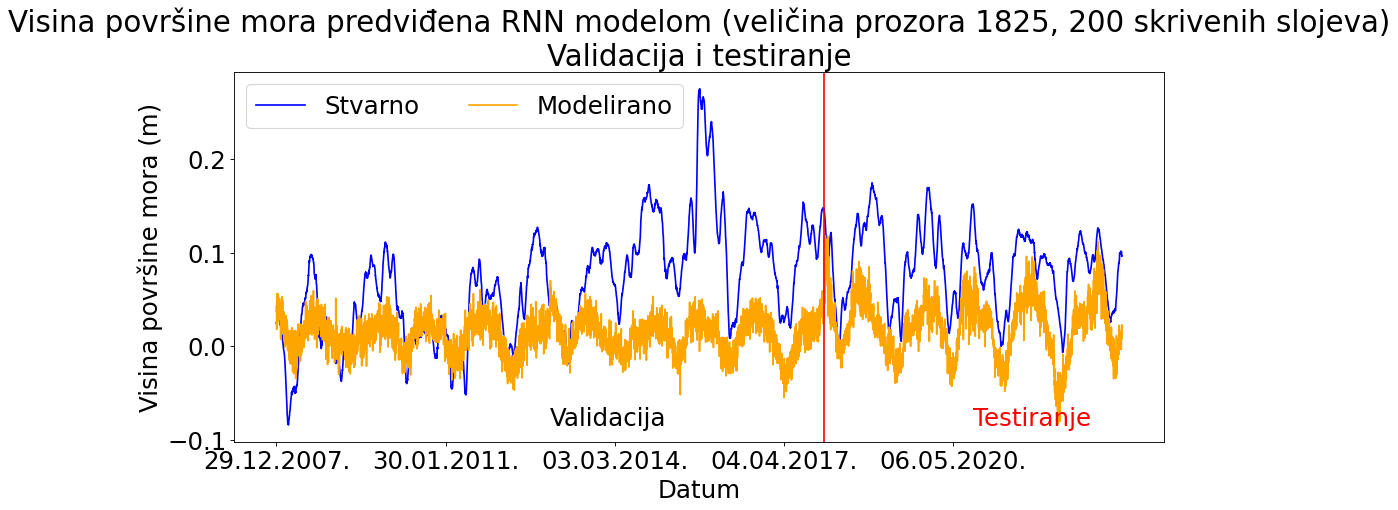 Visina površine mora predviđena RNN modelom (veličina prozora 1825, 200 skrivenih slojeva)
Validacija i testiranje
Stvarno
Modelirano
Visina površine mora (m)
0.2
0.1
0.0
−0.1
Validacija
Testiranje
29.12.2007.
30.01.2011.
03.03.2014.
04.04.2017.
06.05.2020.
Datum